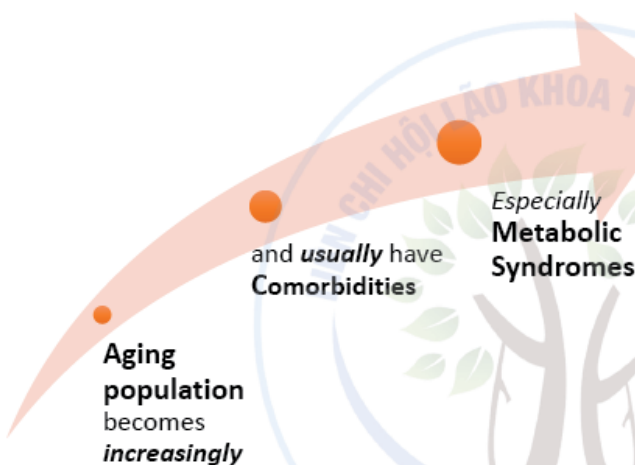 CHI HỘI LÃO KHOA
Especially
Metabolic
Syndromes
and usually have
Comorbidities
Aging
population
becomes
increasingly